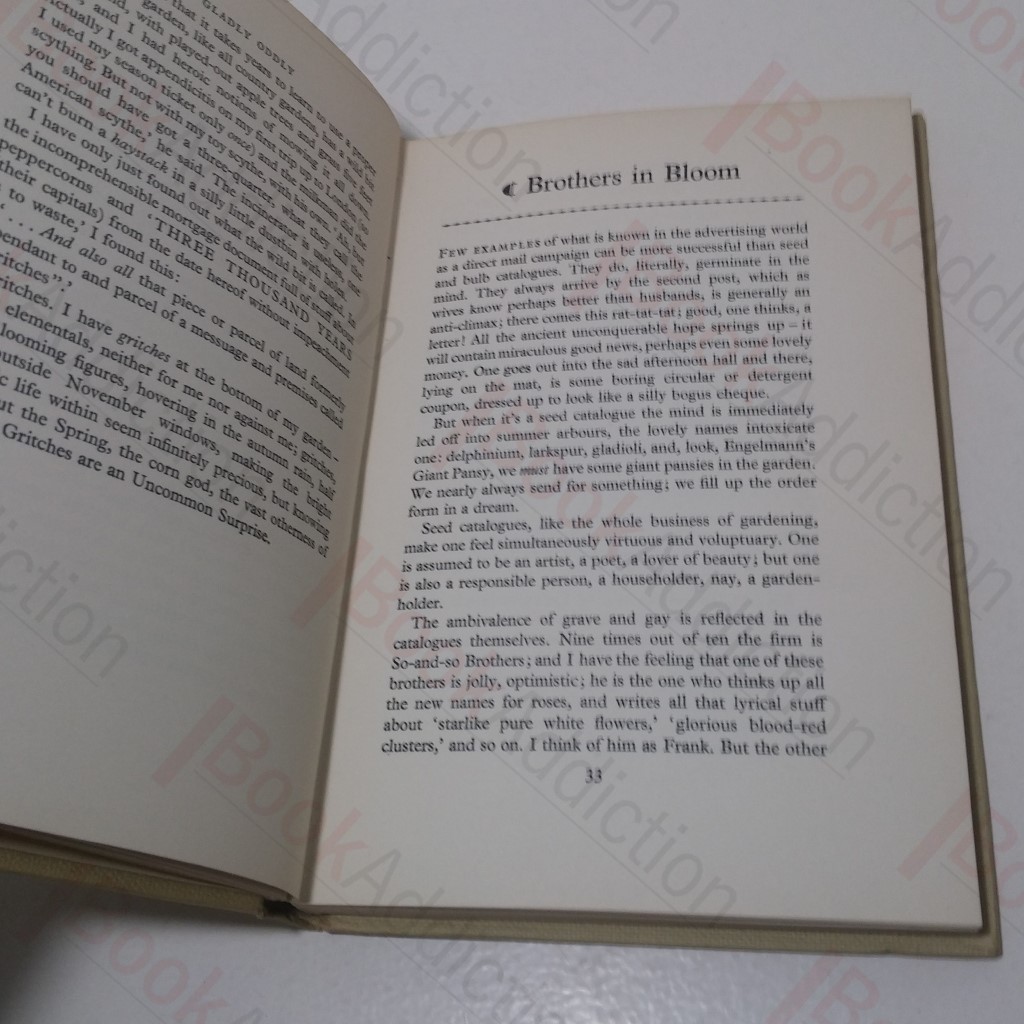 GLADLY ODDLY
that it takes years to learn to use a proper
garden, like all country gardens, has a wild bit
with played-out apple trees and grass four feet
and I had heroic notions of mowing it all down.
Actually I got appendicitis on my first trip up to London (so
I used my season ticket only once) and the milkman did the
scything. But not with my toy scythe, with his own. 'Ah, but
you should have got a three-quarter, what they call the
American scythe,' he said. The incinerator is useless, one
can't burn a haystack in a silly little dustbin with holes.
I have only just found out what the wild bit is called. In
the incomprehensible mortgage document full of stuff about
peppercorns and 'THREE THOUSAND YEARS
their capitals) from the date hereof without impeachment
to waste,' I found this:
'. . . And also all that piece or parcel of land formerly
pendant to and parcel of a message and premises called
ritches".'
ritches. I have gritches at the bottom of my garden –
elementals, neither for me nor against me; gritches,
looming figures, hovering in the autumn rain, half
outside November windows, making the bright
c life within seem infinitely precious, but knowing
ut the Spring, the corn god, the vast otherness of
Gritches are an Uncommon Surprise.
Brothers in Bloom
FEW EXAMPLES of what is known in the advertising world
as a direct mail campaign can be more successful than seed
and bulb catalogues. They do, literally, germinate in the
mind. They always arrive by the second post, which as
wives know perhaps better than husbands, is generally an
anti-climax; there comes this rat-tat-tat; good, one thinks, a
letter! All the ancient unconquerable hope springs up – it
will contain miraculous good news, perhaps even some lovely
money. One goes out into the sad afternoon hall and there,
lying on the mat, is some boring circular or detergent
coupon, dressed up to look like a silly bogus cheque.
But when it's a seed catalogue the mind is immediately
led off into summer arbours, the lovely names intoxicate
one: delphinium, larkspur, gladioli, and, look, Engelmann's
Giant Pansy, we must have some giant pansies in the garden.
We nearly always send for something; we fill up the order
form in a dream.
Seed catalogues, like the whole business of gardening,
make one feel simultaneously virtuous and voluptuary. One
is assumed to be an artist, a poet, a lover of beauty; but one
is also a responsible person, a householder, nay, a garden-
holder.
The ambivalence of grave and gay is reflected in the
catalogues themselves. Nine times out of ten the firm is
So-and-so Brothers; and I have the feeling that one of these
brothers is jolly, optimistic; he is the one who thinks up all
the new names for roses, and writes all that lyrical stuff
about 'starlike pure white flowers,' 'glorious blood-red
clusters,' and so on. I think of him as Frank. But the other
33
BookAddiction